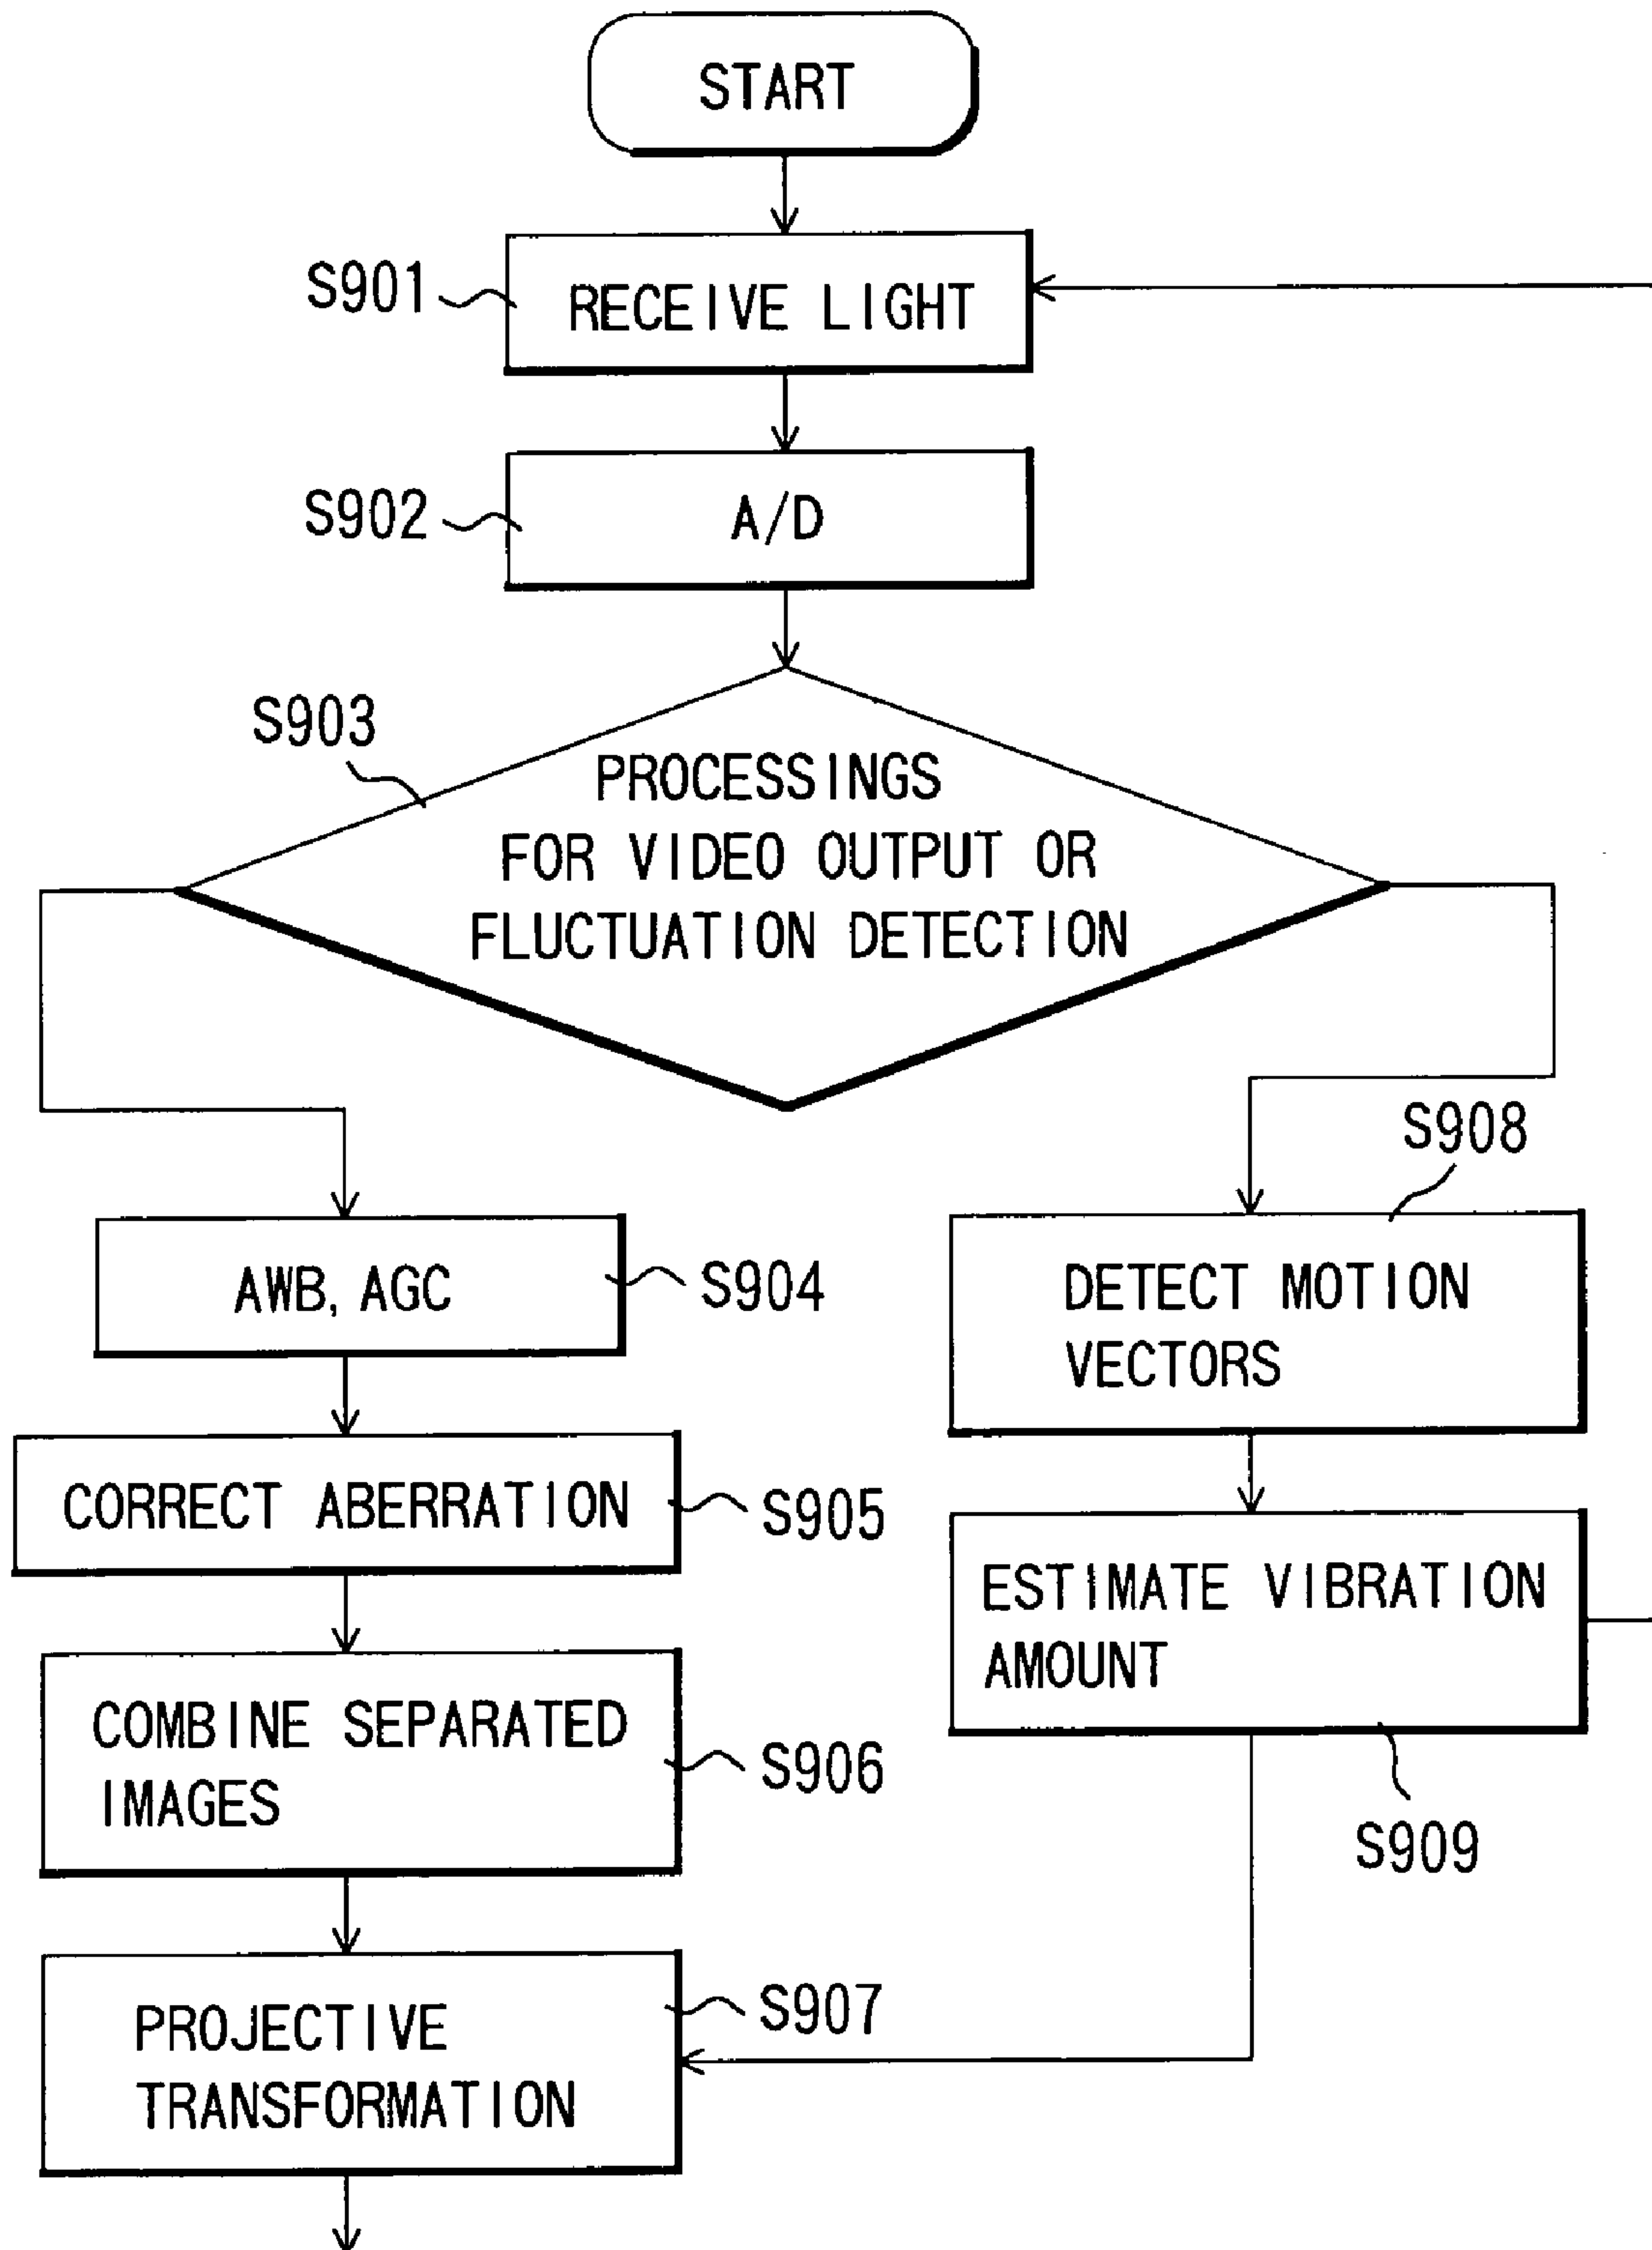 START
S901
RECEIVE LIGHT
S902
A/D
S903
PROCESSINGS
FOR VIDEO OUTPUT OR
FLUCTUATION DETECTION
AWB, AGC
S904
S908
DETECT MOTION
VECTORS
CORRECT ABERRATION
S905
ESTIMATE VIBRATION
AMOUNT
S909
COMBINE SEPARATED
IMAGES
S906
PROJECTIVE
TRANSFORMATION
S907